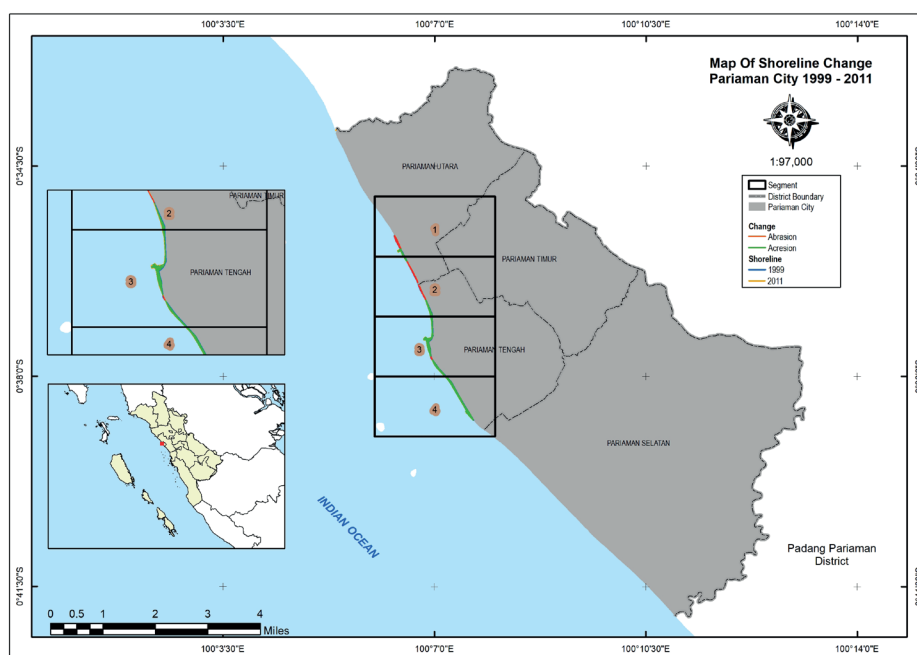 100°3'30"E 100°7'0"E 100°10'30"E 100°14'0"E
Map Of Shoreline Change
Pariaman City 1999 - 2011
1:97,000
Segment
District Boundary
Pariaman City
Change
Abrasion
Acresion
Shoreline
1999
2011
0°34'30"S
0°38'0"S
0°41'30"S
PARIAMAN UTARA
PARIAMAN TIMUR
PARIAMAN TENGAH
PARIAMAN SELATAN
1
2
3
4
PARIAMAN TIMUR
2
PARIAMAN TENGAH
3
4
INDIAN OCEAN
Padang Pariaman
District
0 0.5 1 2 3 4
Miles
100°3'30"E 100°7'0"E 100°10'30"E 100°14'0"E